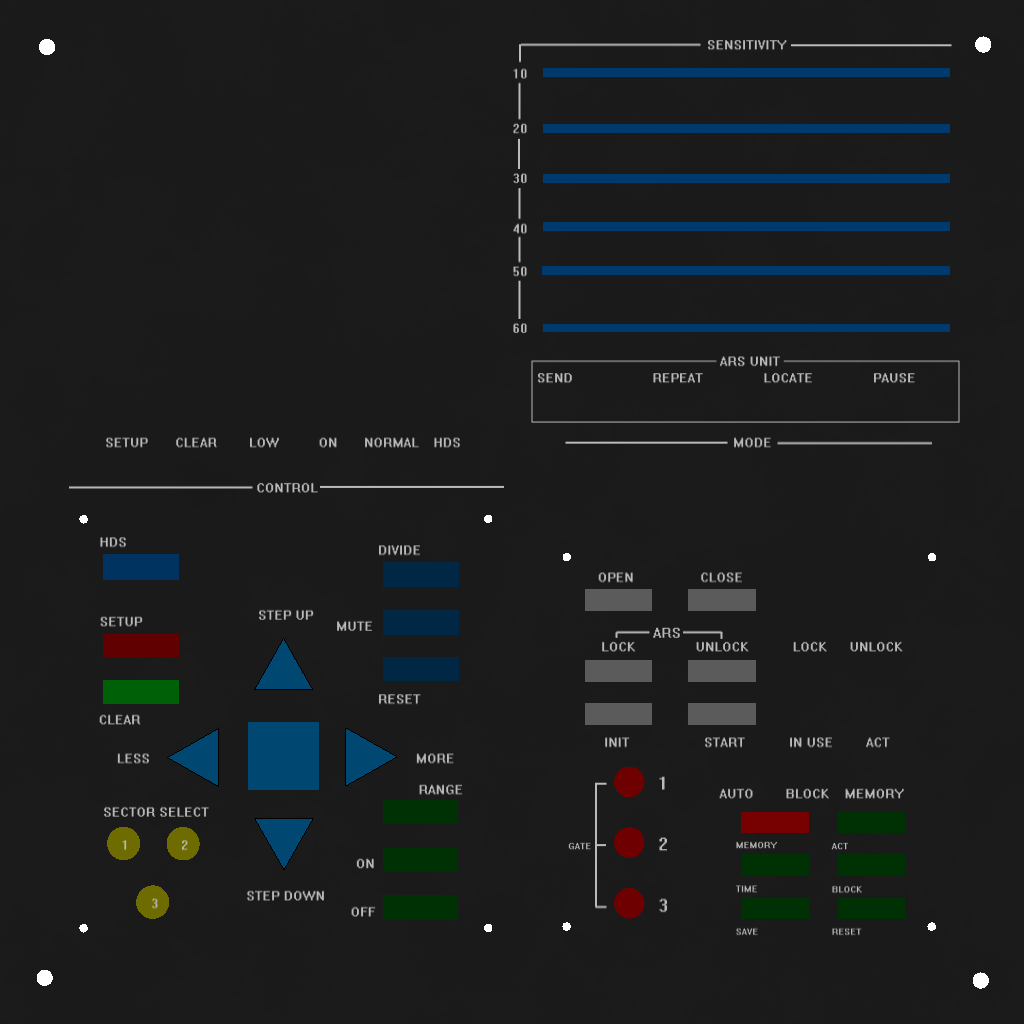 SENSITIVITY
10
20
30
40
50
60
ARS UNIT
SEND REPEAT LOCATE PAUSE
MODE
SETUP CLEAR LOW ON NORMAL HDS
CONTROL
HDS
DIVIDE
SETUP
STEP UP
MUTE
RESET
CLEAR
LESS
MORE
RANGE
SECTOR SELECT
1 2
3
ON
OFF
STEP DOWN
OPEN CLOSE
ARS
LOCK UNLOCK LOCK UNLOCK
INIT START IN USE ACT
1
2
3
GATE
AUTO BLOCK MEMORY
MEMORY ACT
TIME BLOCK
SAVE RESET